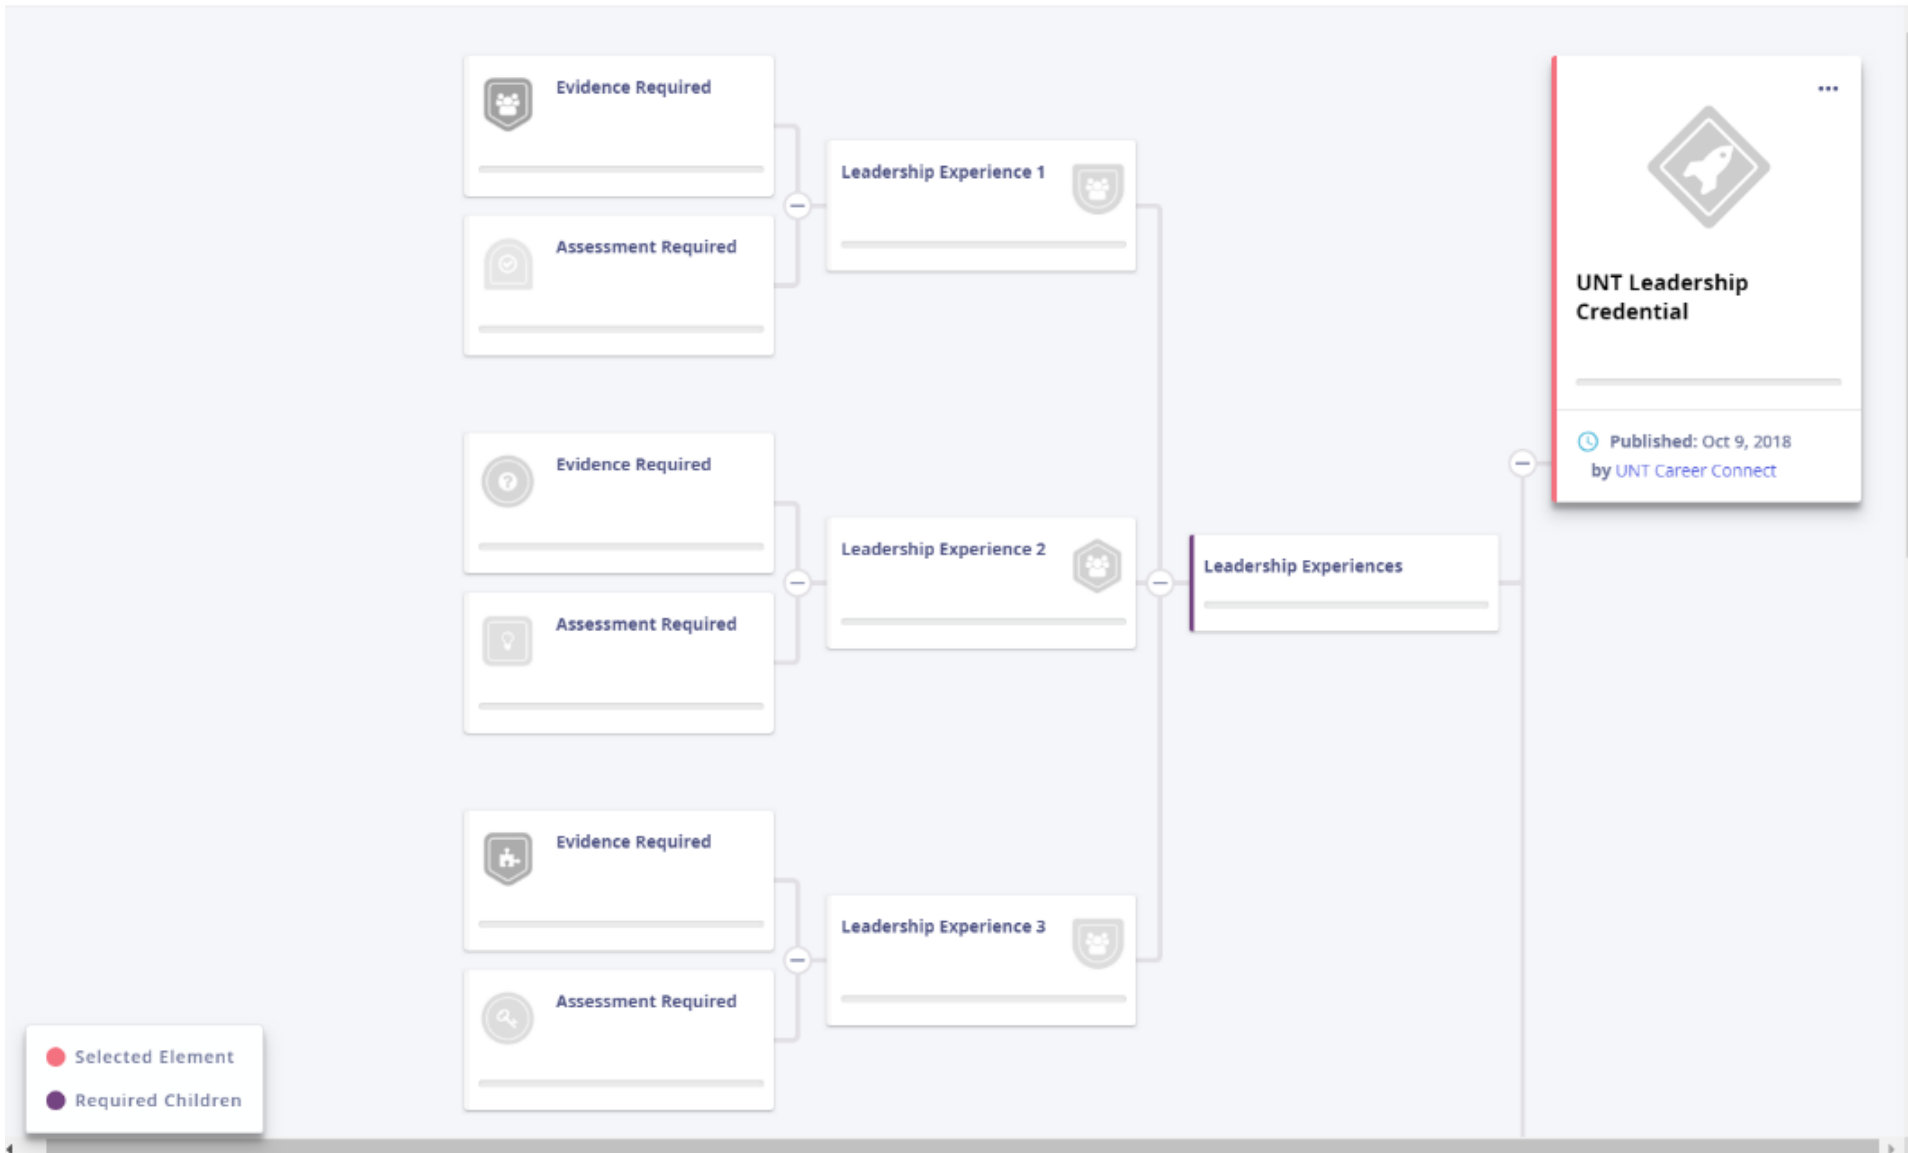 Evidence Required
Assessment Required
Leadership Experience 1
Evidence Required
Assessment Required
Leadership Experience 2
Evidence Required
Assessment Required
Leadership Experience 3
Leadership Experiences
UNT Leadership
Credential
Published: Oct 9, 2018
by UNT Career Connect
Selected Element
Required Children